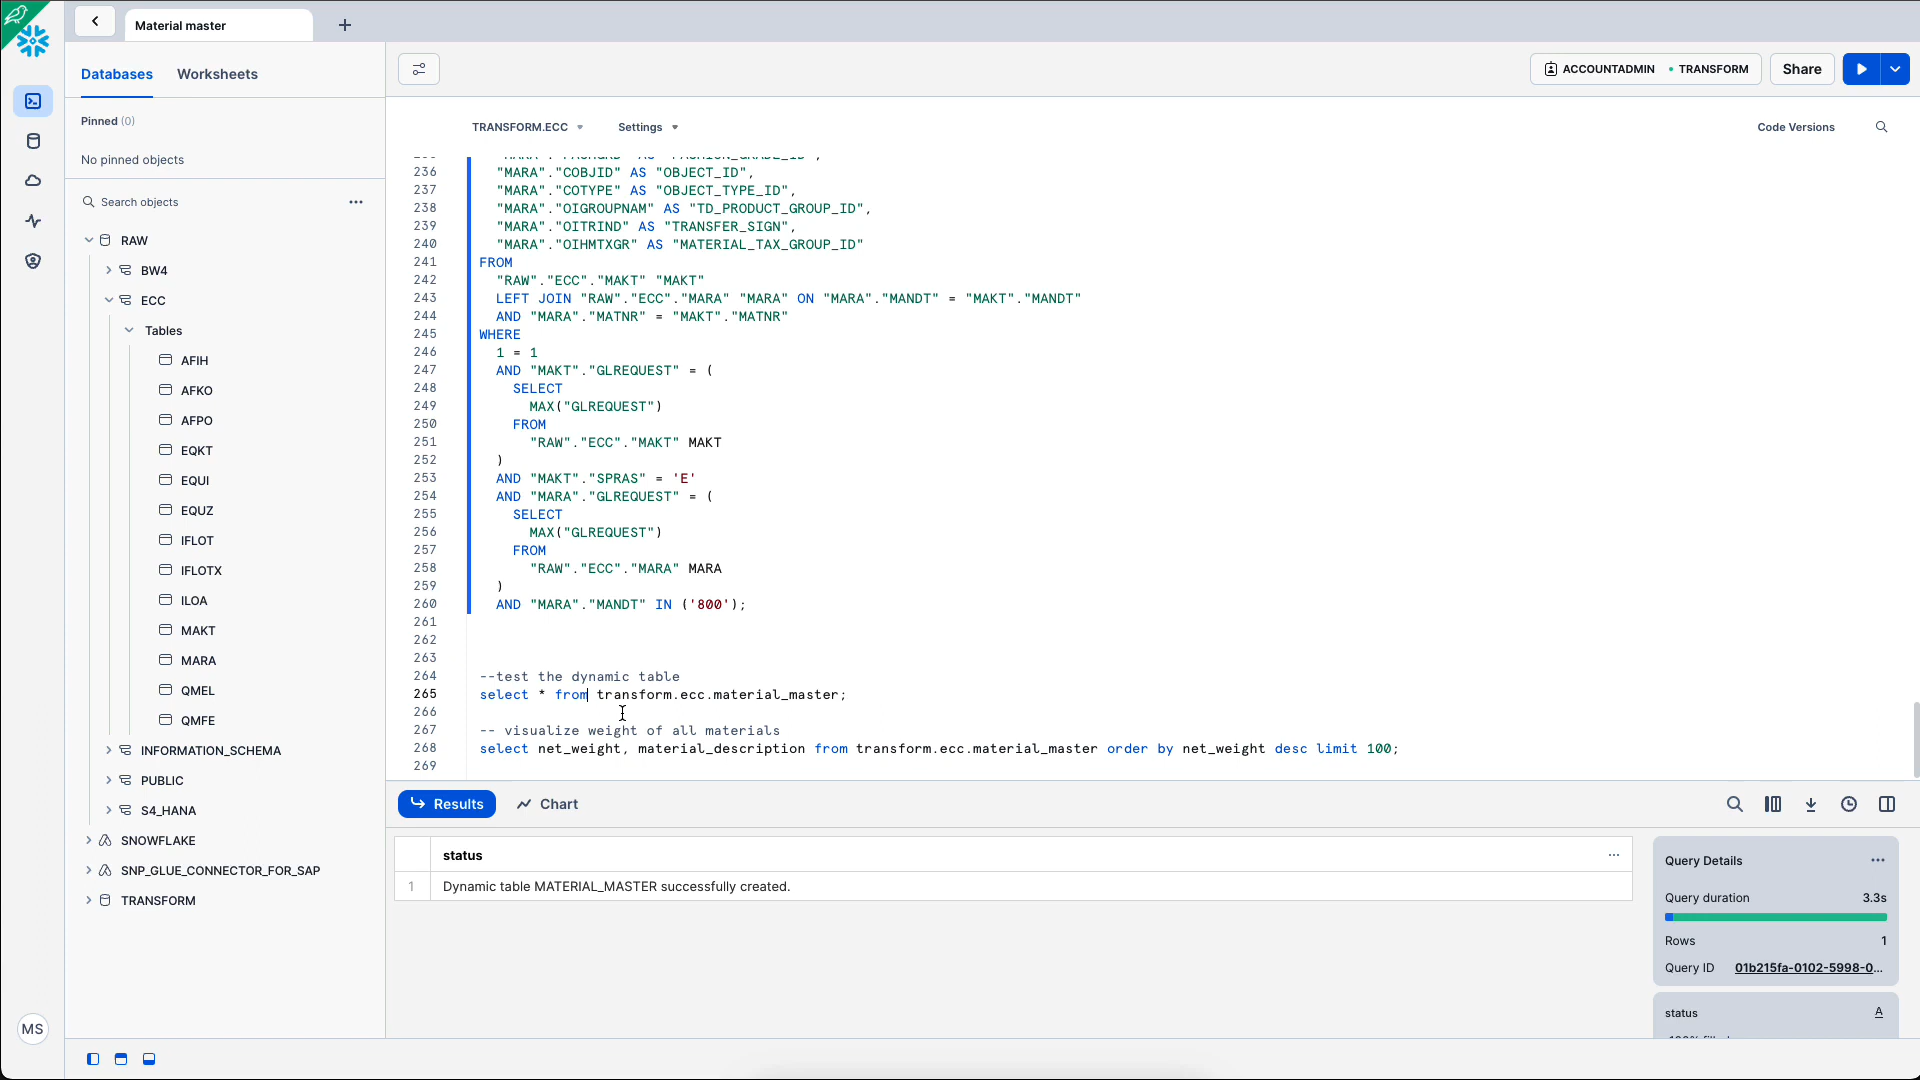 Material master
Databases
Worksheets
Pinned (0)
No pinned objects
Search objects
RAW
BW4
ECC
Tables
AFIH
AFKO
AFPO
EQKT
EQUI
EQUZ
IFLOT
IFLOTX
ILOA
MAKT
MARA
QMEL
QMFE
INFORMATION_SCHEMA
PUBLIC
S4_HANA
SNOWFLAKE
SNP_GLUE_CONNECTOR_FOR_SAP
TRANSFORM
MS
ACCOUNTADMIN • TRANSFORM
Share
TRANSFORM.ECC
Settings
Code Versions
236 "MARA"."COBJID" AS "OBJECT_ID",
237 "MARA"."COTYPE" AS "OBJECT_TYPE_ID",
238 "MARA"."OIGROUPNAM" AS "TD_PRODUCT_GROUP_ID",
239 "MARA"."OITRIND" AS "TRANSFER_SIGN",
240 "MARA"."OIHMTXGR" AS "MATERIAL_TAX_GROUP_ID"
241 FROM
242 "RAW"."ECC"."MAKT" "MAKT"
243 LEFT JOIN "RAW"."ECC"."MARA" "MARA" ON "MARA"."MANDT" = "MAKT"."MANDT"
244 AND "MARA"."MATNR" = "MAKT"."MATNR"
245 WHERE
246 1 = 1
247 AND "MAKT"."GLREQUEST" = (
248 SELECT
249 MAX("GLREQUEST")
250 FROM
251 "RAW"."ECC"."MAKT" MAKT
252 )
253 AND "MAKT"."SPRAS" = 'E'
254 AND "MARA"."GLREQUEST" = (
255 SELECT
256 MAX("GLREQUEST")
257 FROM
258 "RAW"."ECC"."MARA" MARA
259 )
260 AND "MARA"."MANDT" IN ('800');
261
262
263
264 --test the dynamic table
265 select * from transform.ecc.material_master;
266
267 -- visualize weight of all materials
268 select net_weight, material_description from transform.ecc.material_master order by net_weight desc limit 100;
269
Results
Chart
status
1 Dynamic table MATERIAL_MASTER successfully created.
Query Details
Query duration 3.3s
Rows 1
Query ID 01b215fa-0102-5998-0...
status A